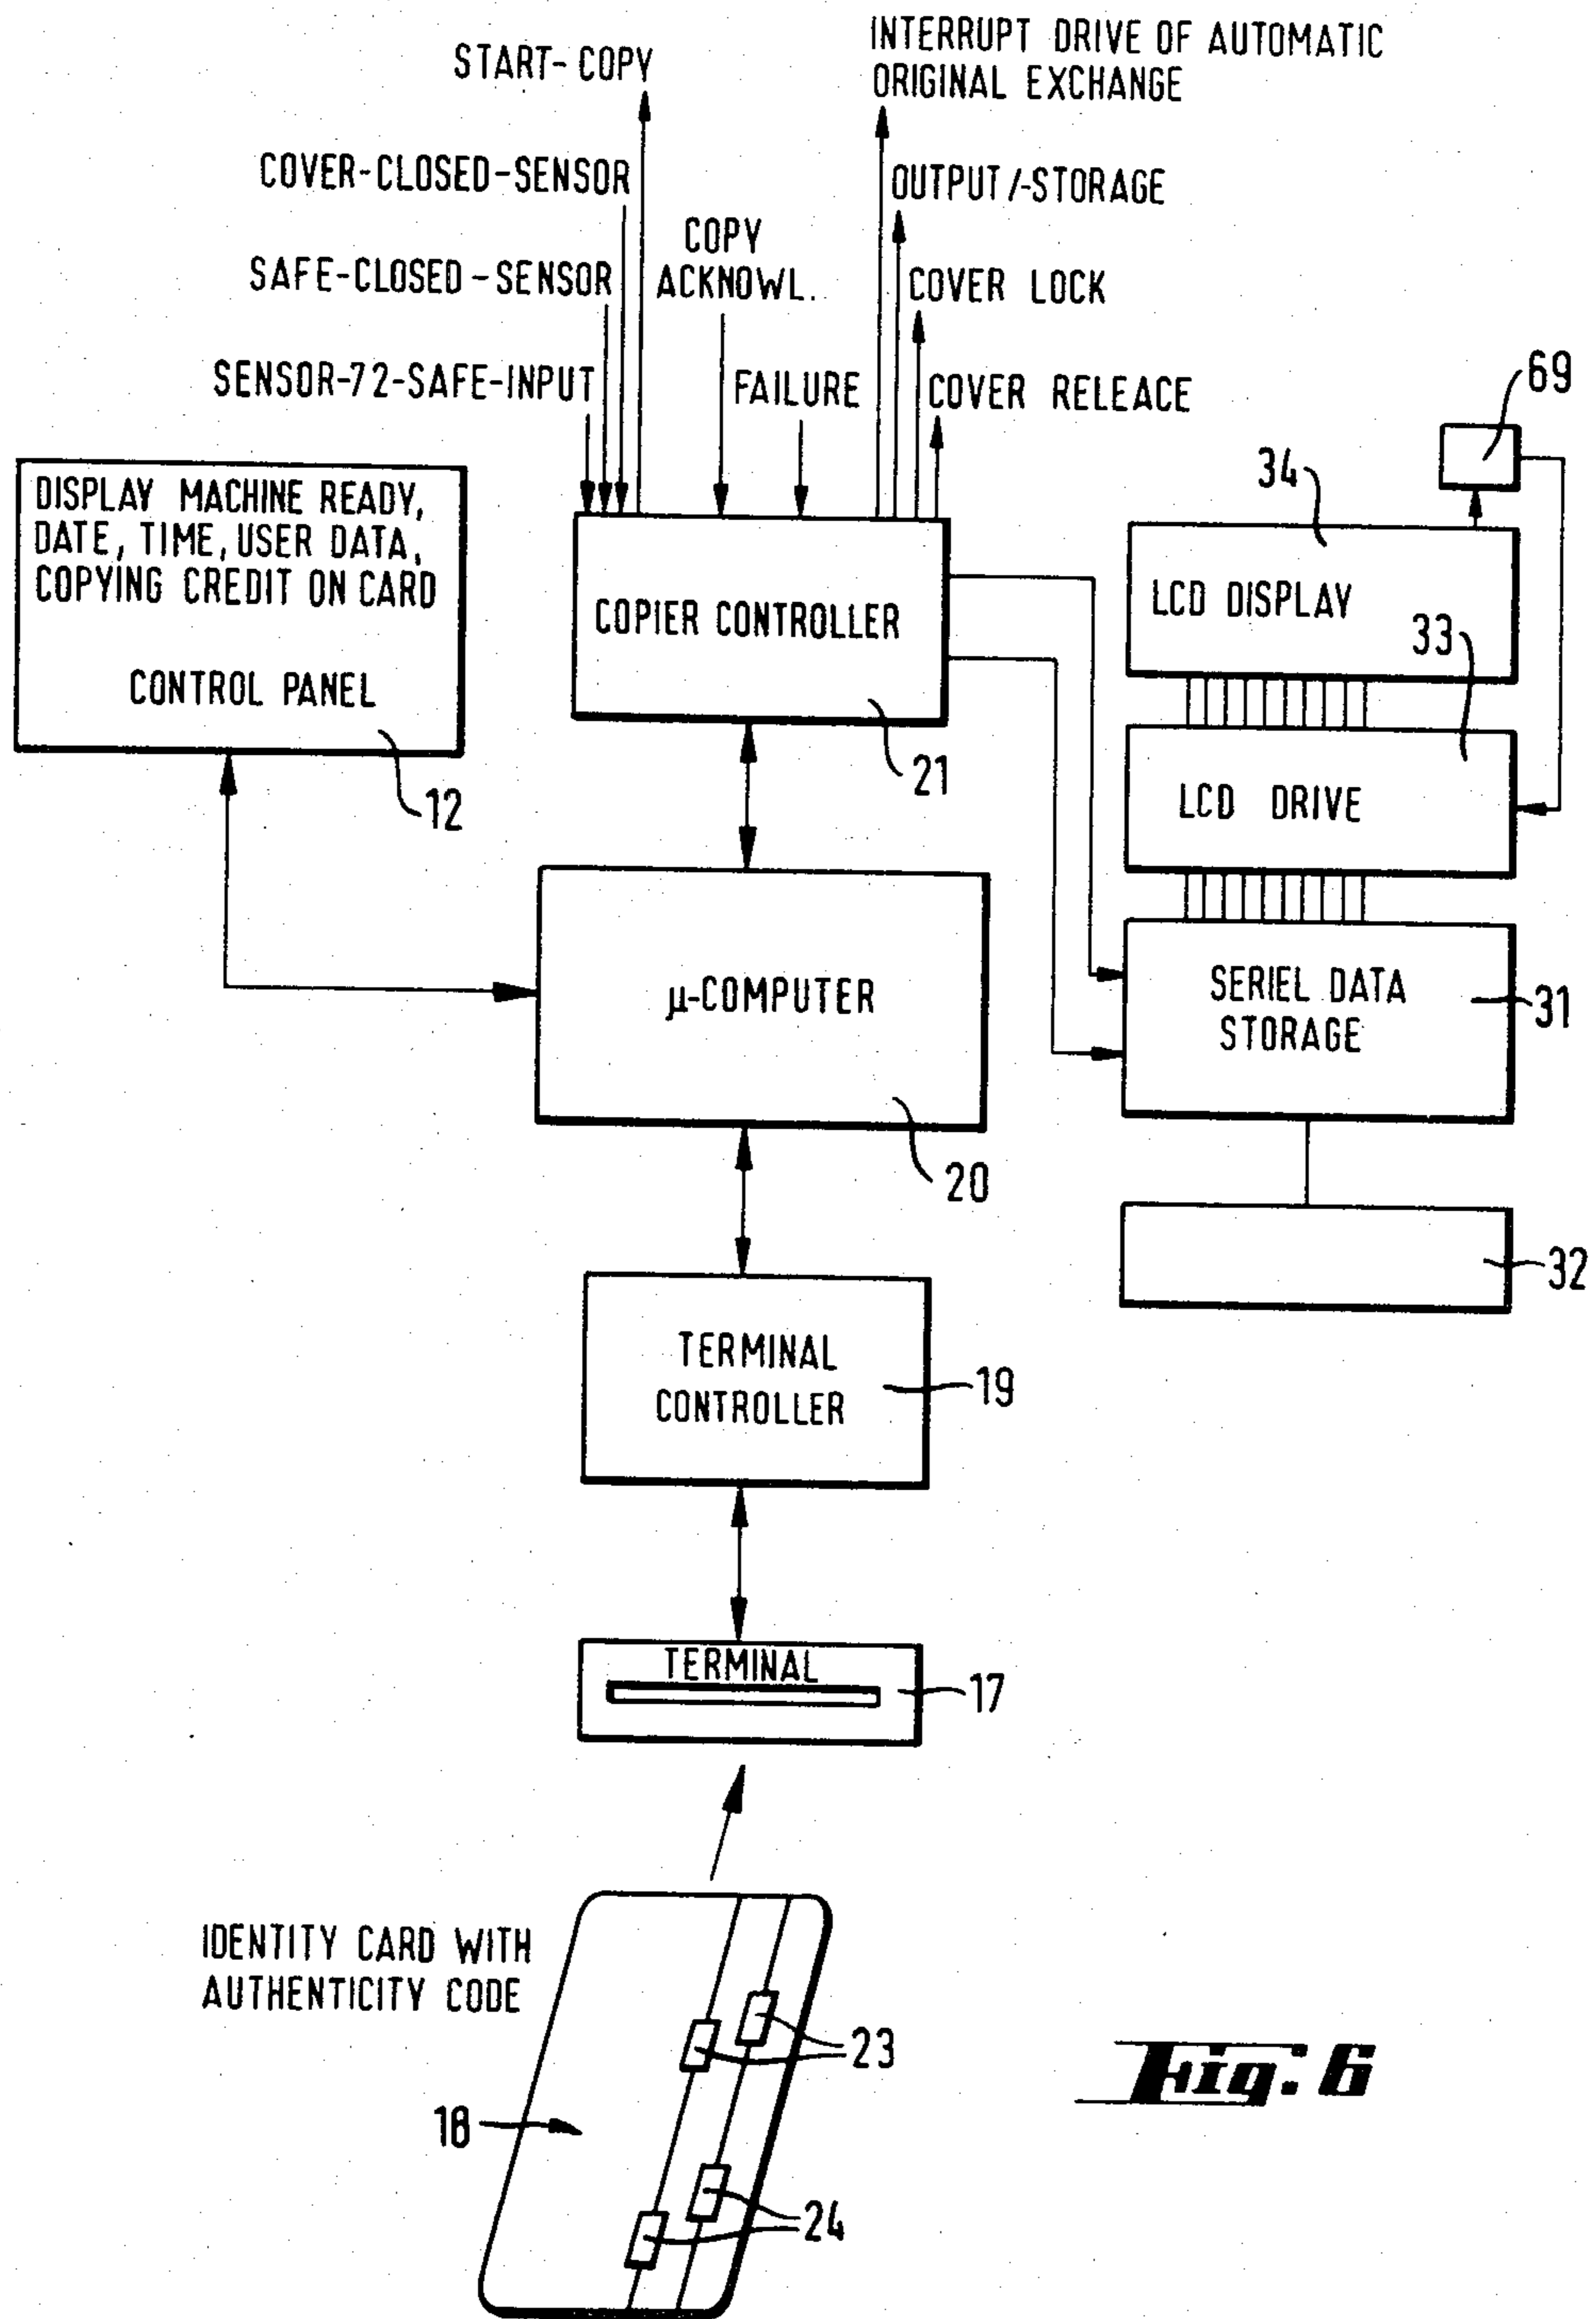 START-COPY
INTERRUPT DRIVE OF AUTOMATIC
ORIGINAL EXCHANGE
COVER-CLOSED-SENSOR
OUTPUT/-STORAGE
COPY
ACKNOWL.
SAFE-CLOSED-SENSOR
COVER LOCK
SENSOR-72-SAFE-INPUT
FAILURE
COVER RELEACE
69
DISPLAY MACHINE READY,
DATE, TIME, USER DATA,
COPYING CREDIT ON CARD
CONTROL PANEL
12
COPIER CONTROLLER
21
34
LCD DISPLAY
33
LCD DRIVE
µ-COMPUTER
20
SERIEL DATA
STORAGE
31
32
TERMINAL
CONTROLLER
19
TERMINAL
17
IDENTITY CARD WITH
AUTHENTICITY CODE
23
18
24
Fig. 6